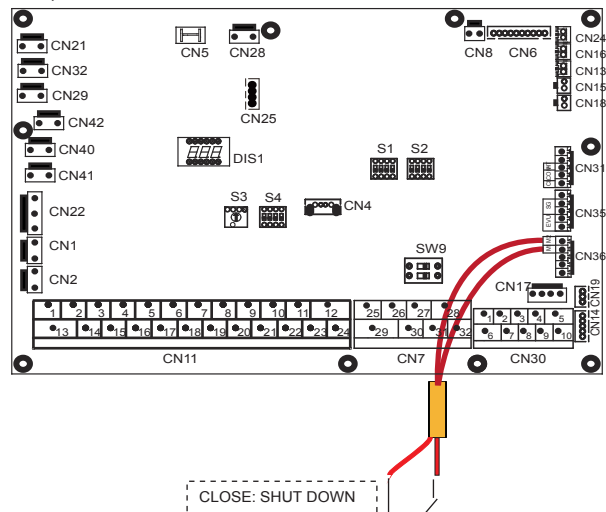 CN21
CN32
CN29
CN42
CN40
CN41
CN22
CN1
CN2
CN5
CN28
CN25
DIS1
S1
S2
S3
S4
CN4
SW9
CN8
CN6
CN24
CN16
CN13
CN15
CN18
CN31
SG
EVU
CN35
M1 M2
CN36
CN17
CN19
CN14
1 2 3 4 5 6 7 8 9 10 11 12
13 14 15 16 17 18 19 20 21 22 23 24
CN11
25 26 27 28
29 30 31 32
CN7
1 2 3 4 5
6 7 8 9 10
CN30
CLOSE: SHUT DOWN